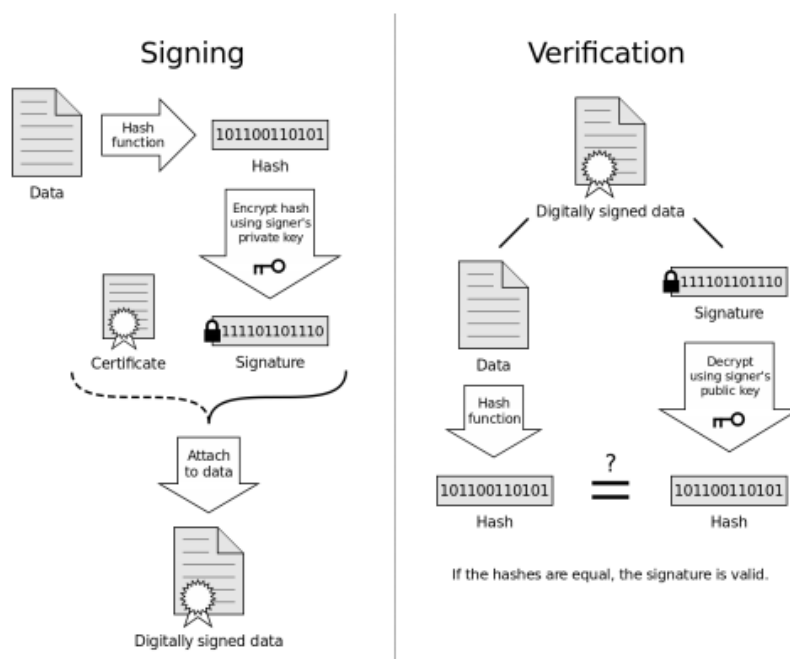 Signing
Hash
function
101100110101
Data
Hash
Encrypt hash
using signer's
private key
111101101110
Certificate
Signature
Attach
to data
Digitally signed data
Verification
Digitally signed data
111101101110
Signature
Data
Decrypt
using signer's
public key
Hash
function
?
101100110101
101100110101
Hash
Hash
If the hashes are equal, the signature is valid.